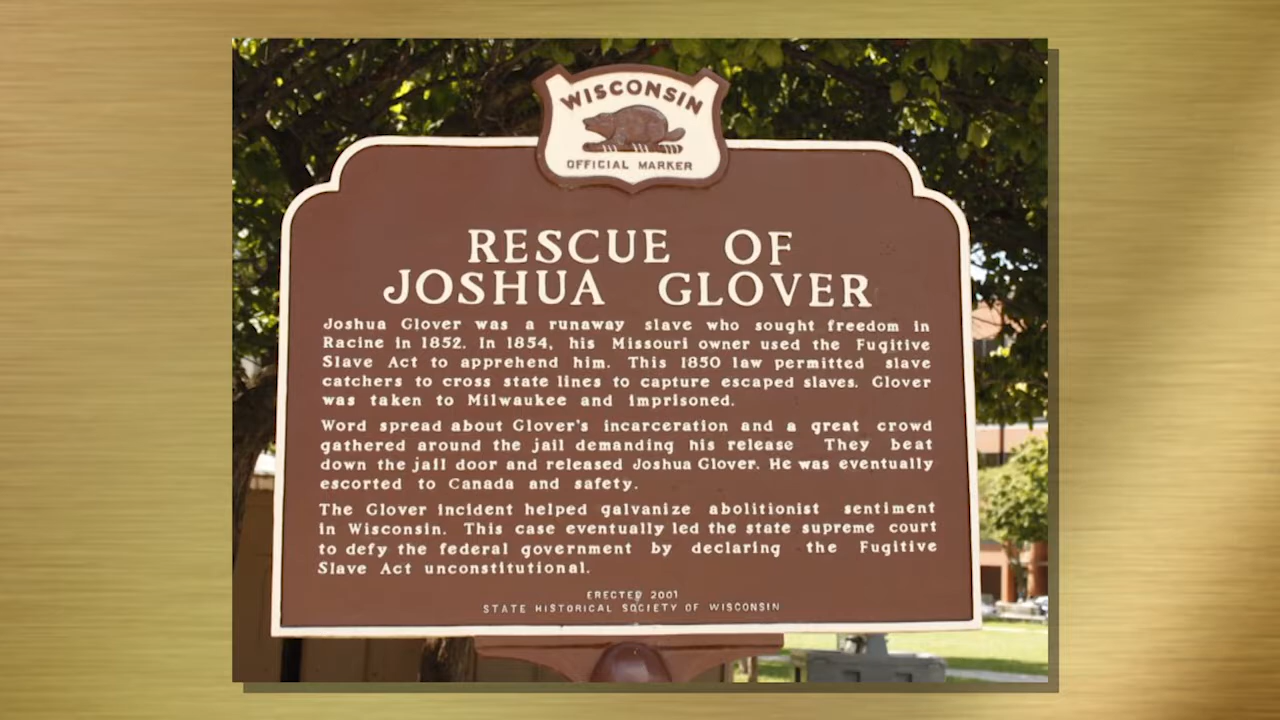 WISCONSIN
OFFICIAL MARKER
RESCUE OF
JOSHUA GLOVER
Joshua Glover was a runaway slave who sought freedom in
Racine in 1852. In 1854, his Missouri owner used the Fugitive
Slave Act to apprehend him. This 1850 law permitted slave
catchers to cross state lines to capture escaped slaves. Glover
was taken to Milwaukee and imprisoned.
Word spread about Glover's incarceration and a great crowd
gathered around the jail demanding his release They beat
down the jail door and released Joshua Glover. He was eventually
escorted to Canada and safety.
The Glover incident helped galvanize abolitionist sentiment
in Wisconsin. This case eventually led the state supreme court
to defy the federal government by declaring the Fugitive
Slave Act unconstitutional.
ERECTED 2001
STATE HISTORICAL SOCIETY OF WISCONSIN